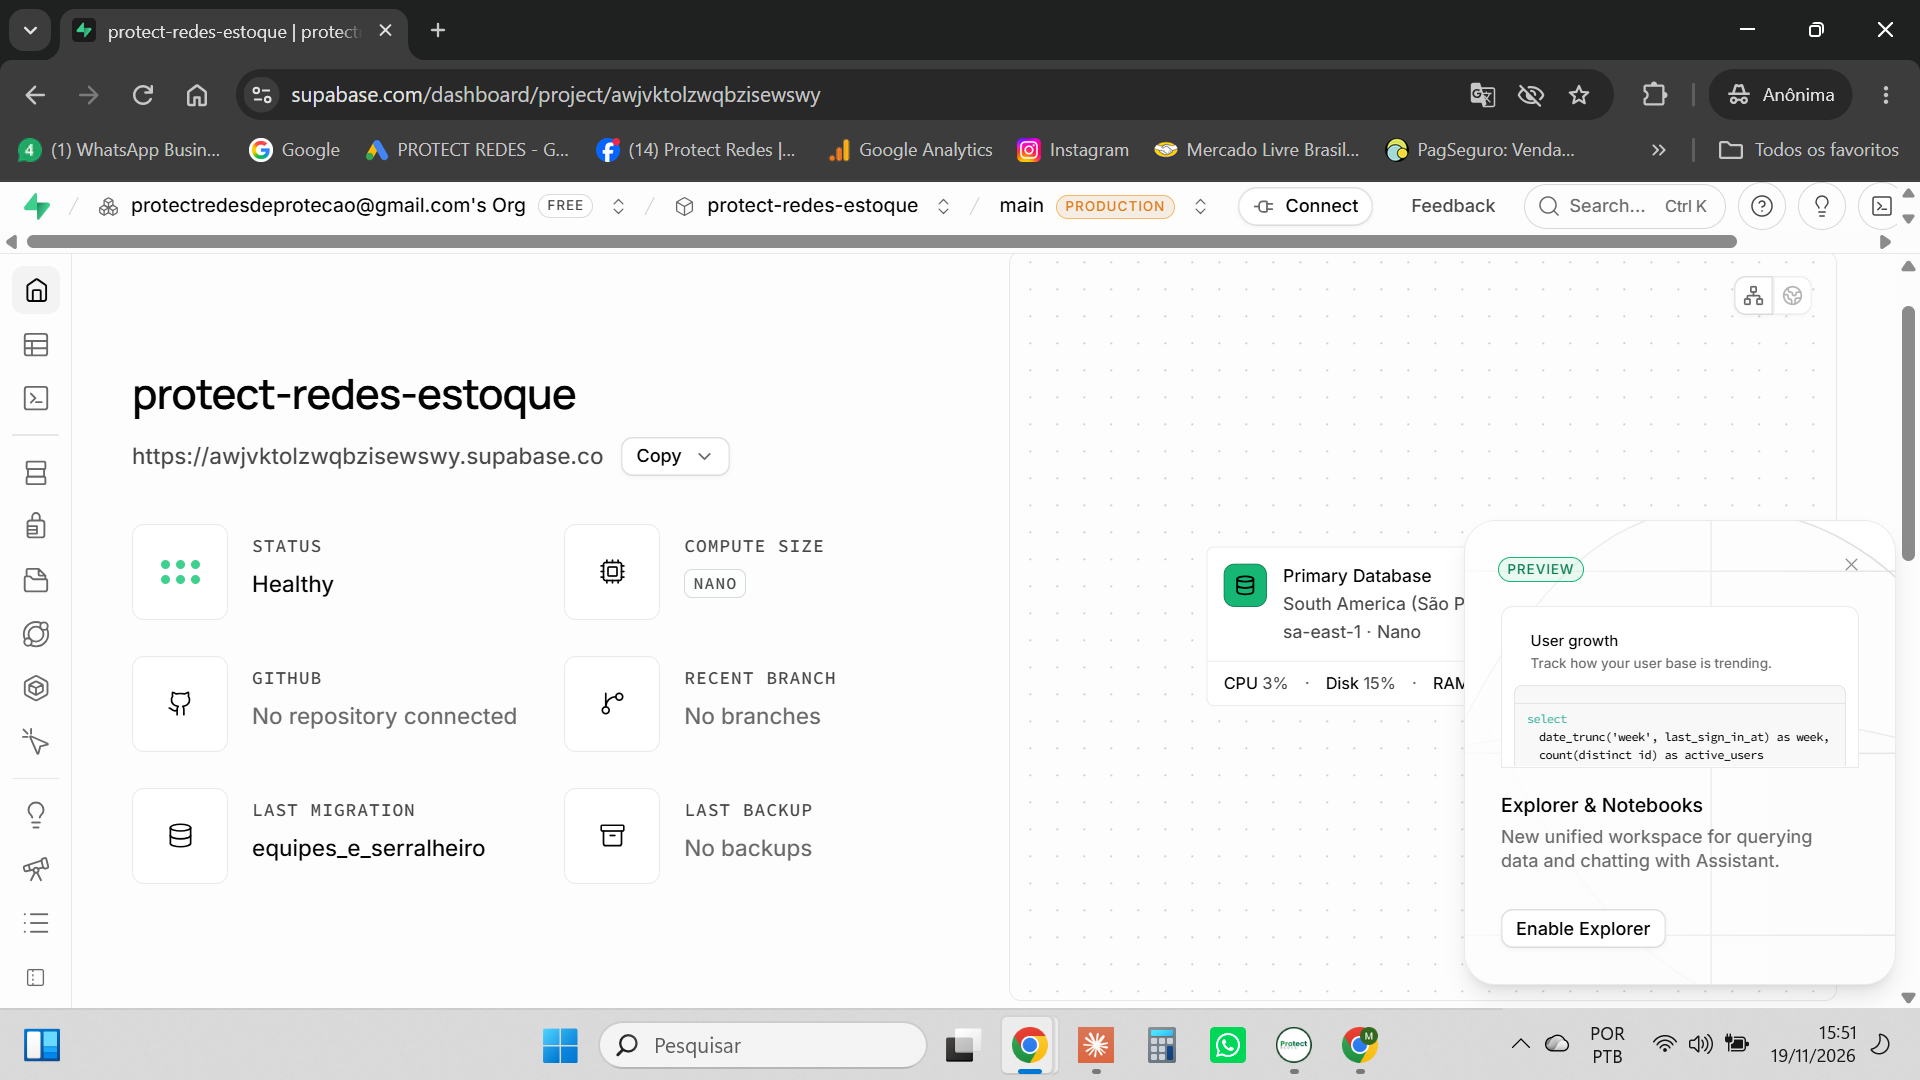 protect-redes-estoque | protect
supabase.com/dashboard/project/awjvktolzwqbzisewswy
Anônima
4
(1) WhatsApp Busin...
Google
PROTECT REDES - G...
(14) Protect Redes |...
Google Analytics
Instagram
Mercado Livre Brasil...
PagSeguro: Venda...
Todos os favoritos
protectredesdeprotecao@gmail.com's Org
FREE
protect-redes-estoque
main
PRODUCTION
Connect
Feedback
Search...
Ctrl K
protect-redes-estoque
https://awjvktolzwqbzisewswy.supabase.co
Copy
STATUS
Healthy
COMPUTE SIZE
NANO
GITHUB
No repository connected
RECENT BRANCH
No branches
LAST MIGRATION
equipes_e_serralheiro
LAST BACKUP
No backups
Primary Database
South America (São P
sa-east-1 · Nano
CPU 3% · Disk 15% · RAM
PREVIEW
User growth
Track how your user base is trending.
select
date_trunc('week', last_sign_in_at) as week,
count(distinct id) as active_users
Explorer & Notebooks
New unified workspace for querying
data and chatting with Assistant.
Enable Explorer
Pesquisar
Protect
M
POR
PTB
15:51
19/11/2026